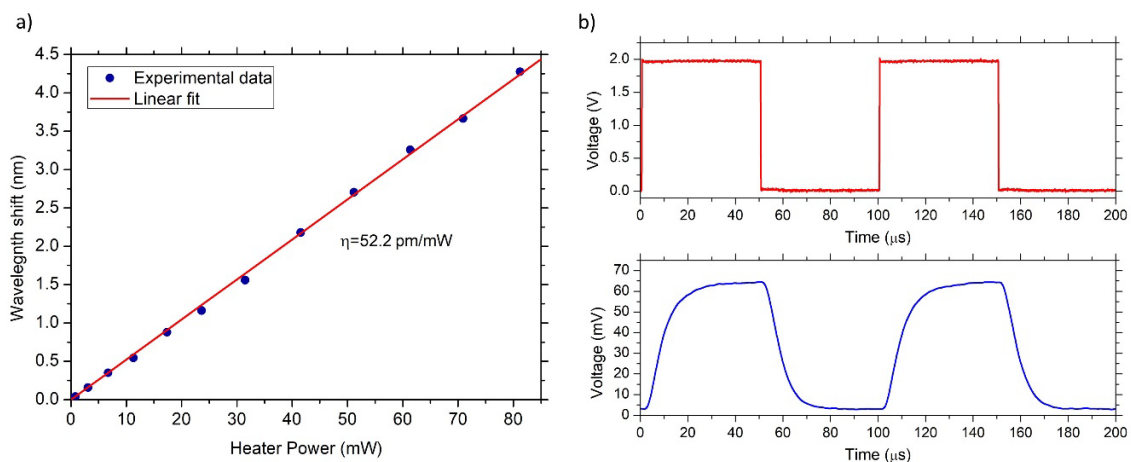 a)
4.5
4.0
3.5
3.0
2.5
2.0
1.5
1.0
0.5
0.0
Wavelegnth shift (nm)
Experimental data
Linear fit
η=52.2 pm/mW
0 10 20 30 40 50 60 70 80
Heater Power (mW)
b)
2.0
1.5
1.0
0.5
0.0
Voltage (V)
0 20 40 60 80 100 120 140 160 180 200
Time (μs)
70
60
50
40
30
20
10
0
Voltage (mV)
0 20 40 60 80 100 120 140 160 180 200
Time (μs)